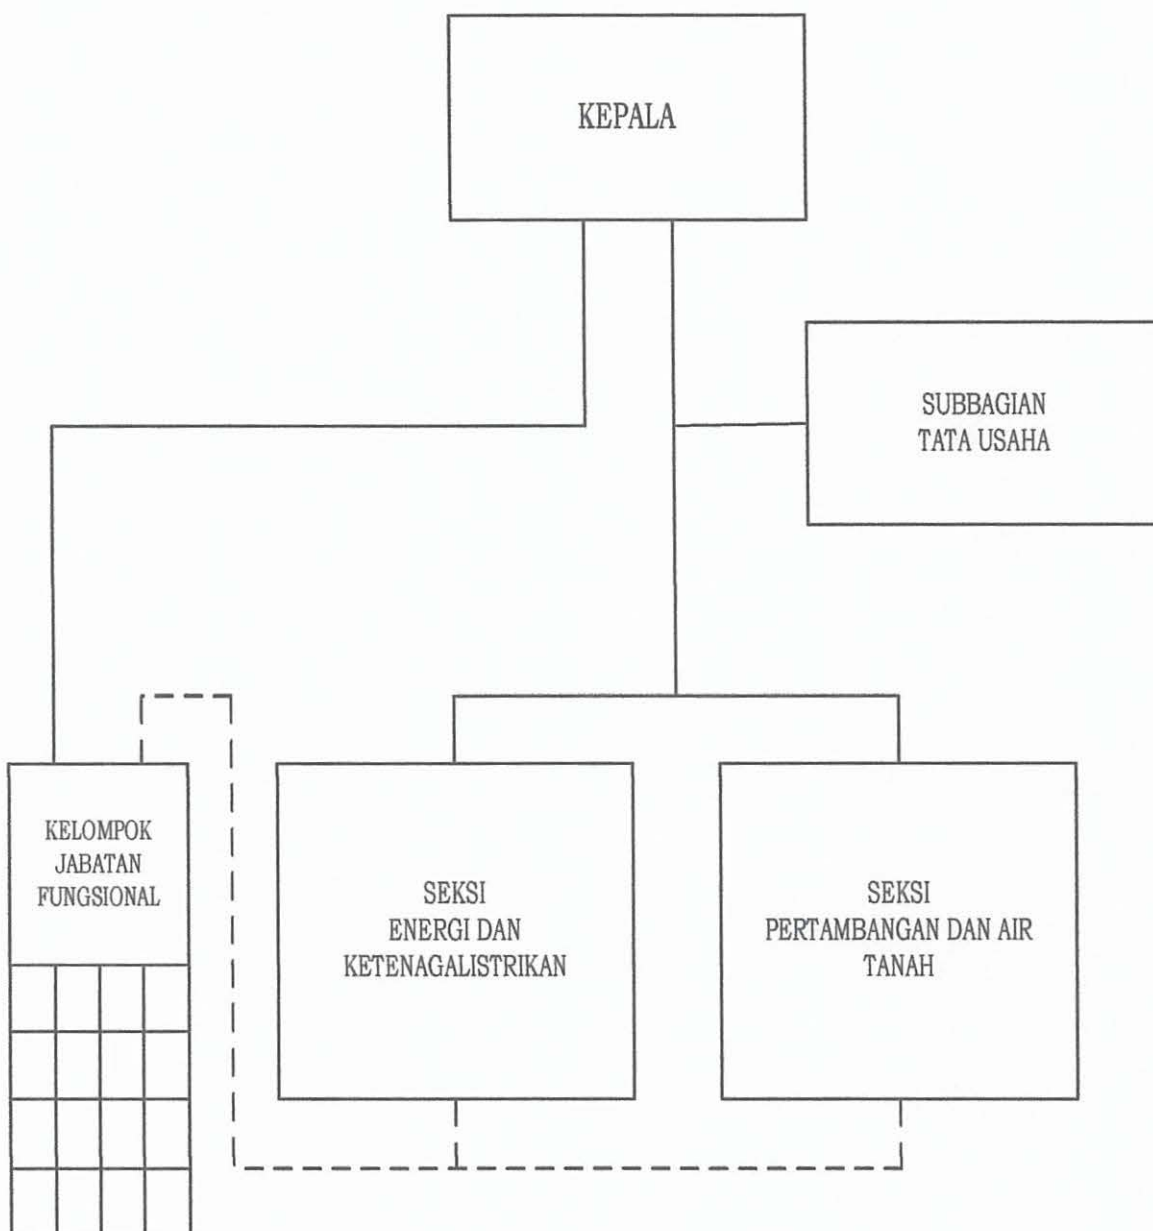 KEPALA
SUBBAGIAN
TATA USAHA
KELOMPOK
JABATAN
FUNGSIONAL
SEKSI
ENERGI DAN
KETENAGALISTRIKAN
SEKSI
PERTAMBANGAN DAN AIR
TANAH